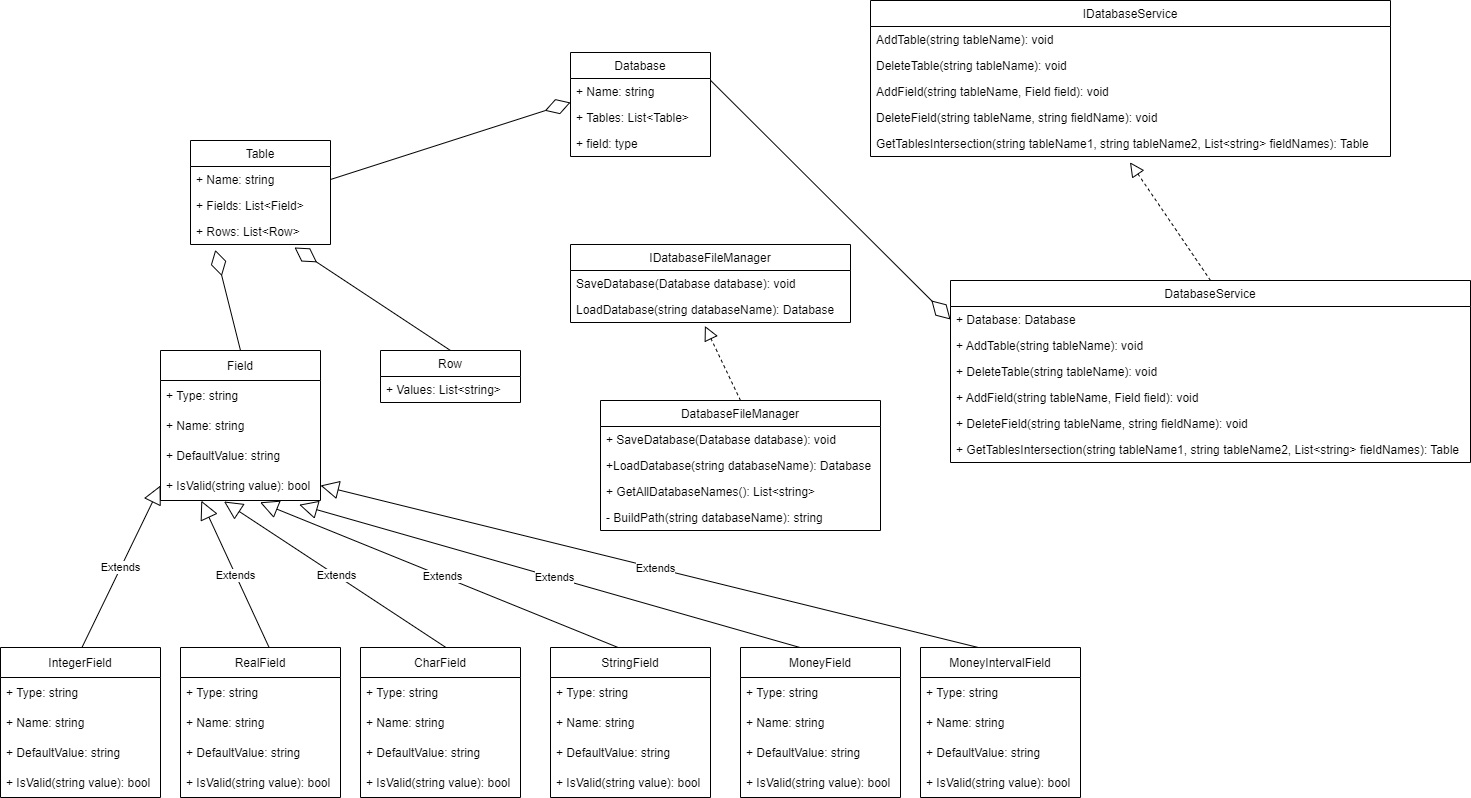 IDatabaseService
AddTable(string tableName): void
DeleteTable(string tableName): void
AddField(string tableName, Field field): void
DeleteField(string tableName, string fieldName): void
GetTablesIntersection(string tableName1, string tableName2, List<string> fieldNames): Table
Database
+ Name: string
+ Tables: List<Table>
+ field: type
Table
+ Name: string
+ Fields: List<Field>
+ Rows: List<Row>
IDatabaseFileManager
SaveDatabase(Database database): void
LoadDatabase(string databaseName): Database
DatabaseService
+ Database: Database
+ AddTable(string tableName): void
+ DeleteTable(string tableName): void
+ AddField(string tableName, Field field): void
+ DeleteField(string tableName, string fieldName): void
+ GetTablesIntersection(string tableName1, string tableName2, List<string> fieldNames): Table
Field
+ Type: string
+ Name: string
+ DefaultValue: string
+ IsValid(string value): bool
Row
+ Values: List<string>
DatabaseFileManager
+ SaveDatabase(Database database): void
+LoadDatabase(string databaseName): Database
+ GetAllDatabaseNames(): List<string>
- BuildPath(string databaseName): string
Extends
Extends
Extends
Extends
Extends
Extends
IntegerField
+ Type: string
+ Name: string
+ DefaultValue: string
+ IsValid(string value): bool
RealField
+ Type: string
+ Name: string
+ DefaultValue: string
+ IsValid(string value): bool
CharField
+ Type: string
+ Name: string
+ DefaultValue: string
+ IsValid(string value): bool
StringField
+ Type: string
+ Name: string
+ DefaultValue: string
+ IsValid(string value): bool
MoneyField
+ Type: string
+ Name: string
+ DefaultValue: string
+ IsValid(string value): bool
MoneyIntervalField
+ Type: string
+ Name: string
+ DefaultValue: string
+ IsValid(string value): bool